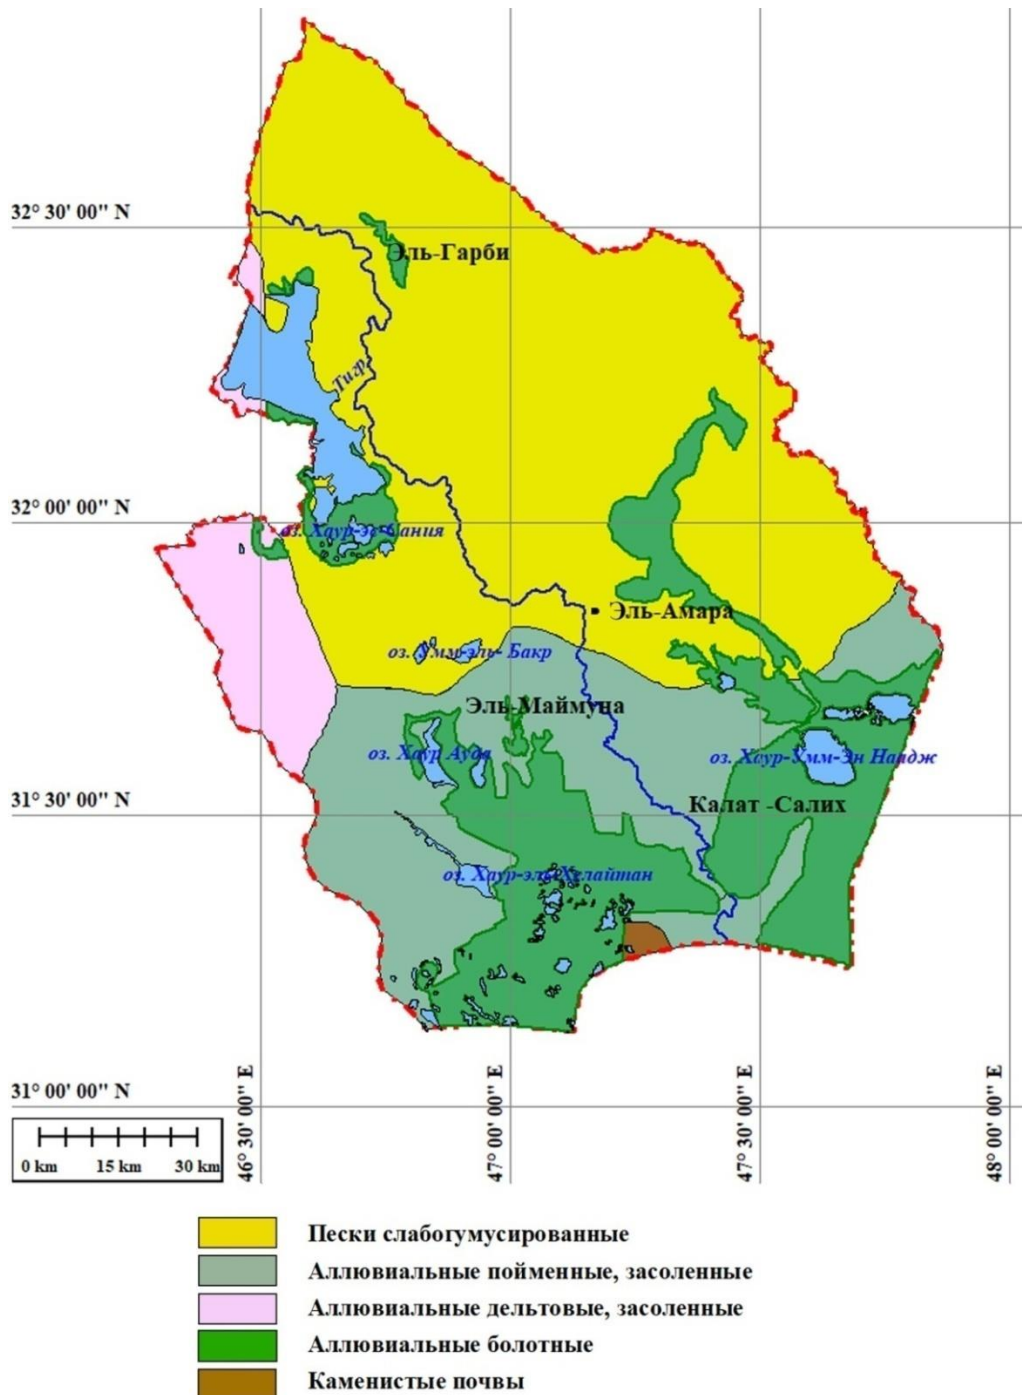 32° 30' 00" N
Эль-Гарби
Тигр
32° 00' 00" N
оз. Хаур-эс-Сания
Эль-Амара
оз. Умм-эль- Бакр
Эль-Маймуна
оз. Хаур Ауда
оз. Хаур-Умм-Эн Наадж
31° 30' 00" N
Калат -Салих
оз. Хаур-эль-Хелайтан
31° 00' 00" N
46° 30' 00" E
47° 00' 00" E
47° 30' 00" E
48° 00' 00" E
0 km 15 km 30 km
Пески слабогумусированные
Аллювиальные пойменные, засоленные
Аллювиальные дельтовые, засоленные
Аллювиальные болотные
Каменистые почвы